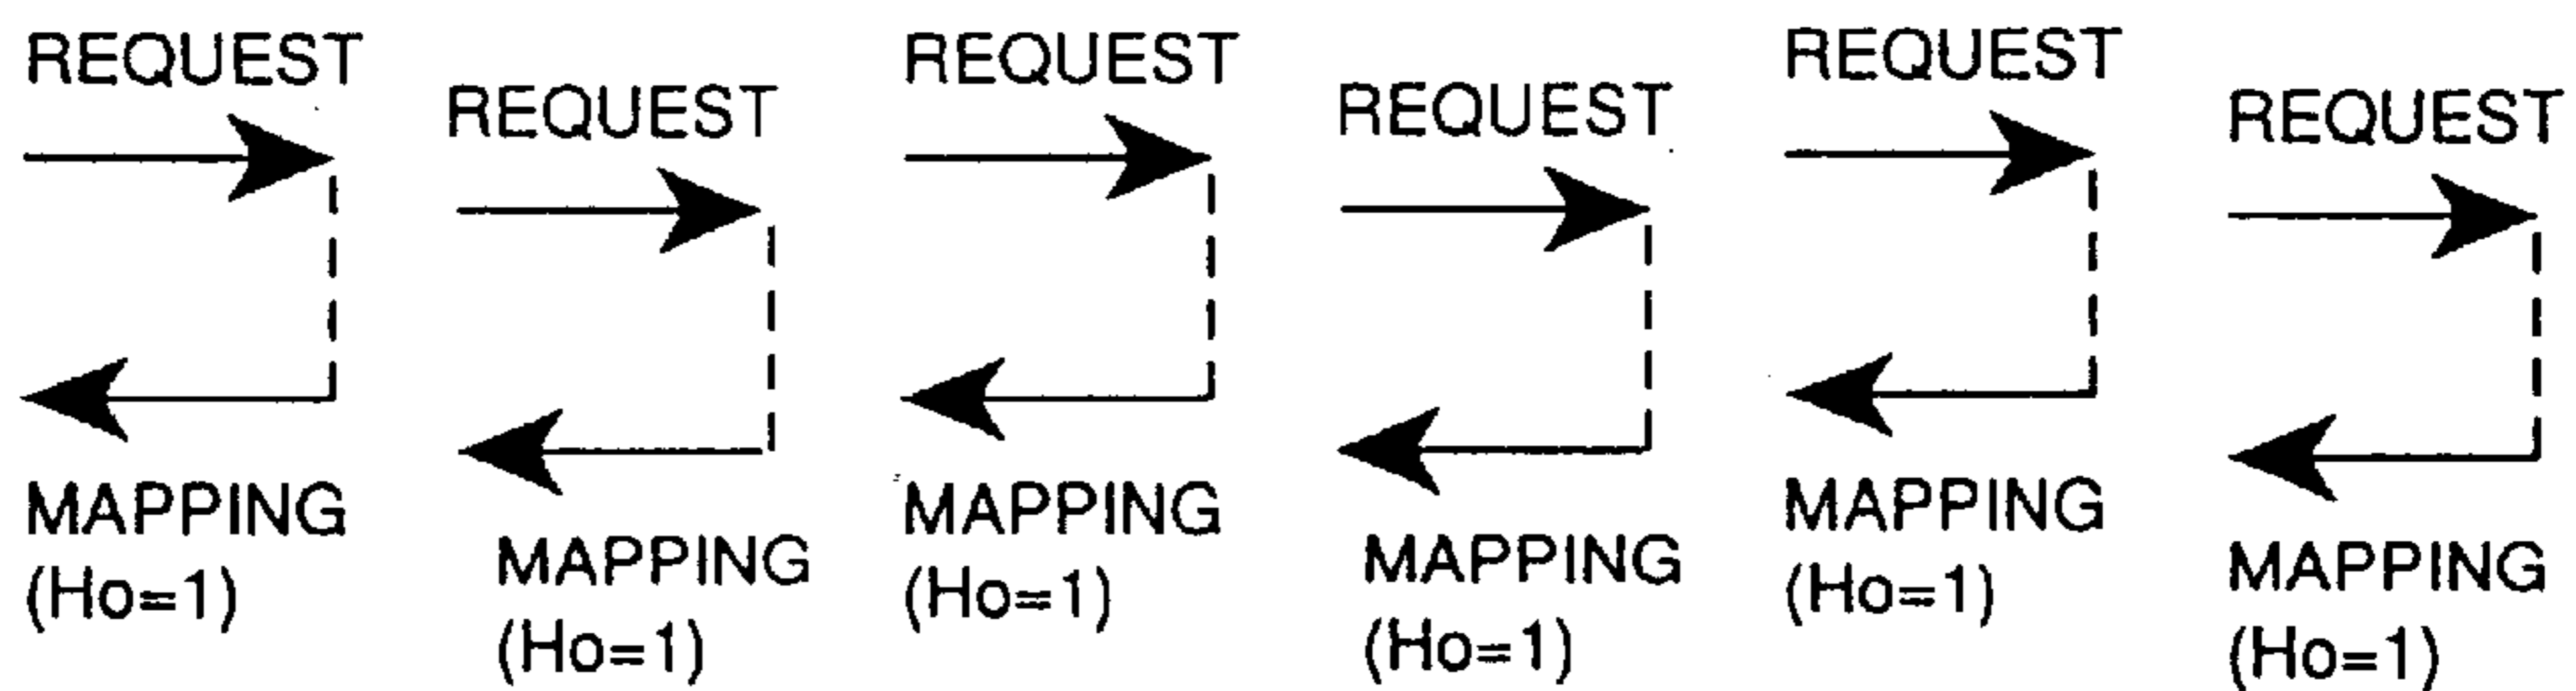 REQUEST
MAPPING
(Ho=1)
REQUEST
MAPPING
(Ho=1)
REQUEST
MAPPING
(Ho=1)
REQUEST
MAPPING
(Ho=1)
REQUEST
MAPPING
(Ho=1)
REQUEST
MAPPING
(Ho=1)